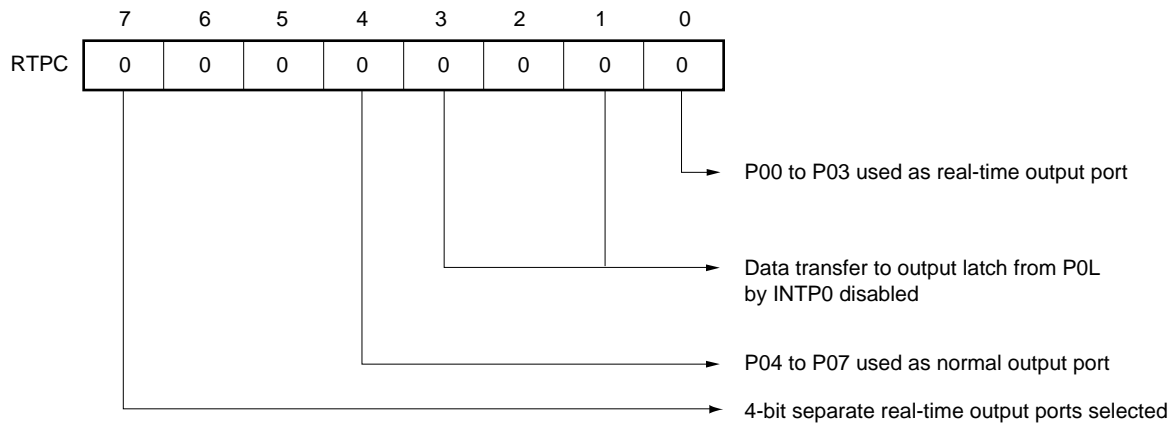 7 6 5 4 3 2 1 0
RTPC 0 0 0 0 0 0 0 0
P00 to P03 used as real-time output port
Data transfer to output latch from P0L
by INTP0 disabled
P04 to P07 used as normal output port
4-bit separate real-time output ports selected